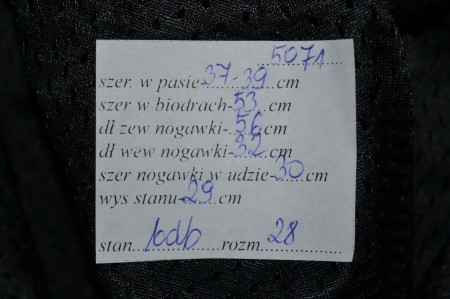 5071
szer. w pasie 37-39 cm
szer w biodrach- 53 cm
dł zew nogawki- 56 cm
dł wew nogawki- 32 cm
szer nogawki w udzie- 30 cm
wys stanu- 29 cm
stan bdb rozm. 28